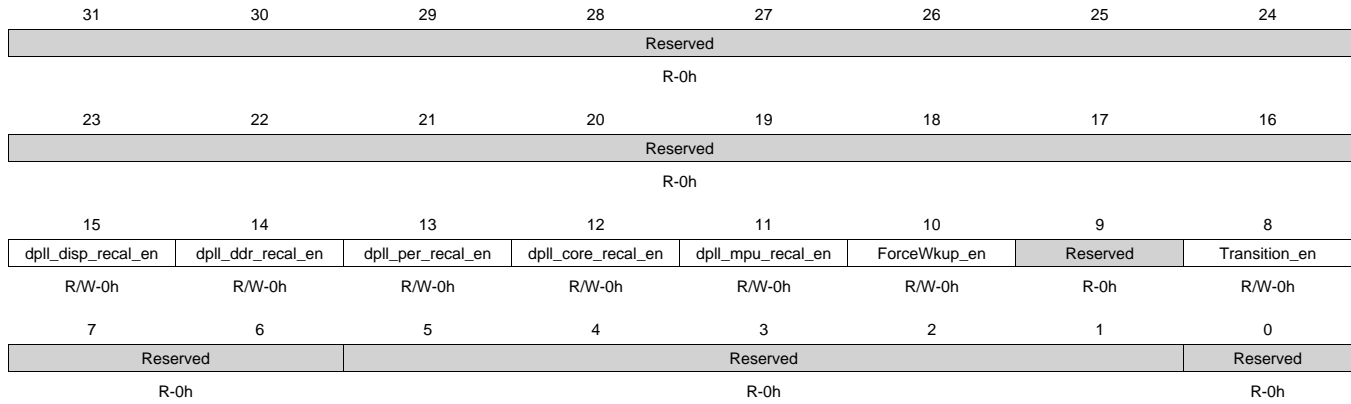 31 30 29 28 27 26 25 24
Reserved
R-0h
23 22 21 20 19 18 17 16
Reserved
R-0h
15 14 13 12 11 10 9 8
dpll_disp_recal_en dpll_ddr_recal_en dpll_per_recal_en dpll_core_recal_en dpll_mpu_recal_en ForceWkup_en Reserved Transition_en
R/W-0h R/W-0h R/W-0h R/W-0h R/W-0h R/W-0h R-0h R/W-0h
7 6 5 4 3 2 1 0
Reserved Reserved Reserved
R-0h R-0h R-0h